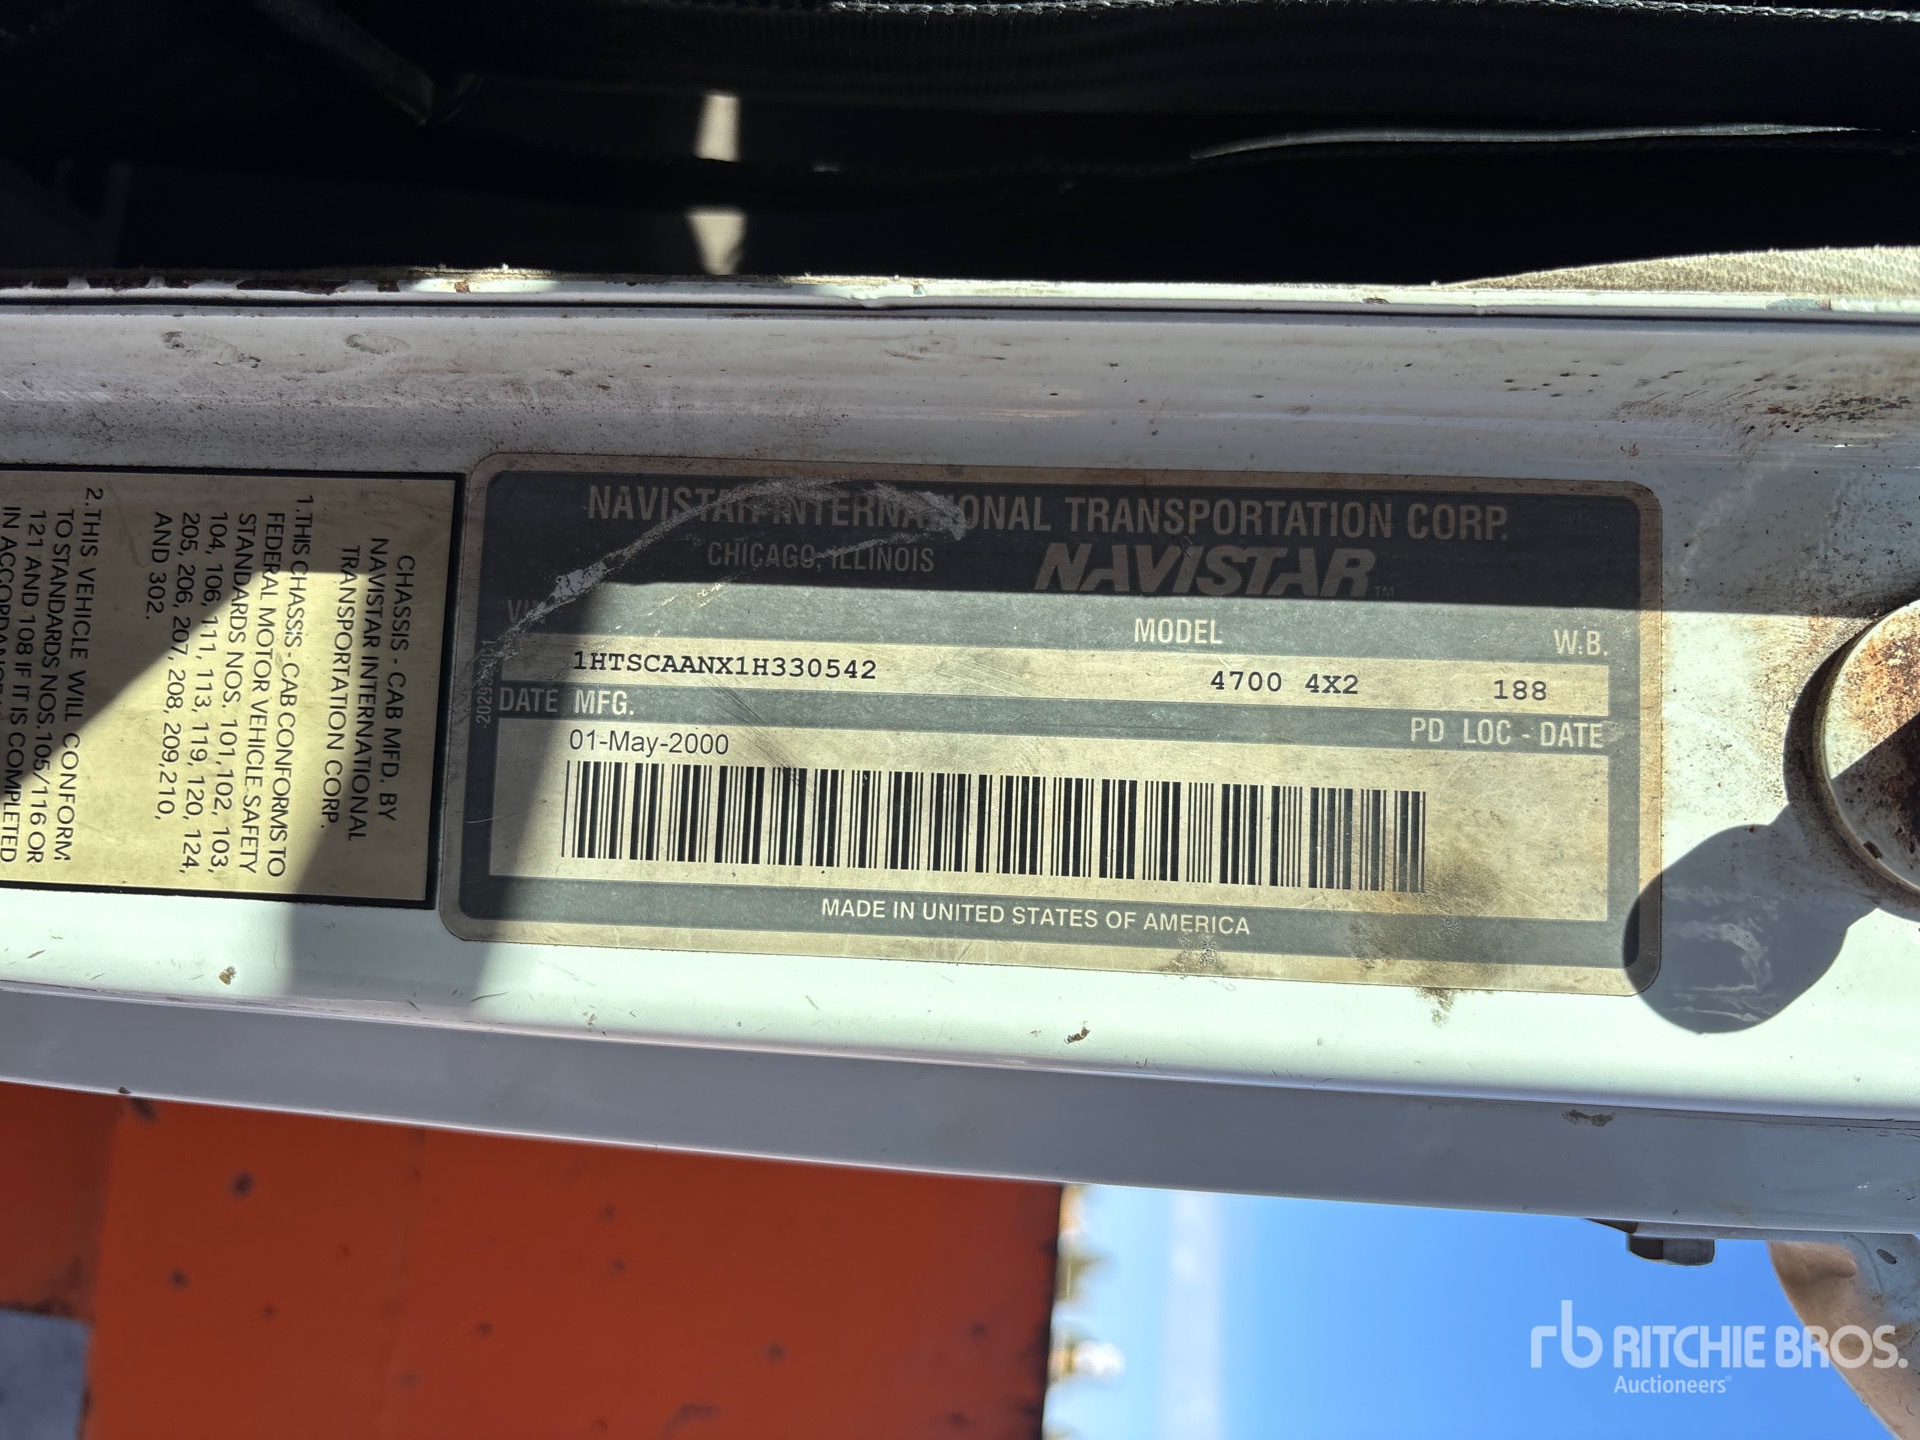 NAVISTAR INTERNATIONAL TRANSPORTATION CORP.
CHICAGO, ILLINOIS
NAVISTAR™
MODEL
W.B.
1HTSCAANX1H330542
4700 4X2
188
DATE MFG.
PD LOC - DATE
01-May-2000
MADE IN UNITED STATES OF AMERICA
CHASSIS - CAB MFD. BY
NAVISTAR INTERNATIONAL
TRANSPORTATION CORP.
1.THIS CHASSIS - CAB CONFORMS TO
FEDERAL MOTOR VEHICLE SAFETY
STANDARDS NOS. 101, 102, 103,
104, 106, 111, 113, 119, 120, 124,
205, 206, 207, 208, 209,210,
AND 302.
2.THIS VEHICLE WILL CONFORM
TO STANDARDS NOS.105/116 OR
121 AND 108 IF IT IS COMPLETED
IN ACCORDANCE
rb RITCHIE BROS.
Auctioneers